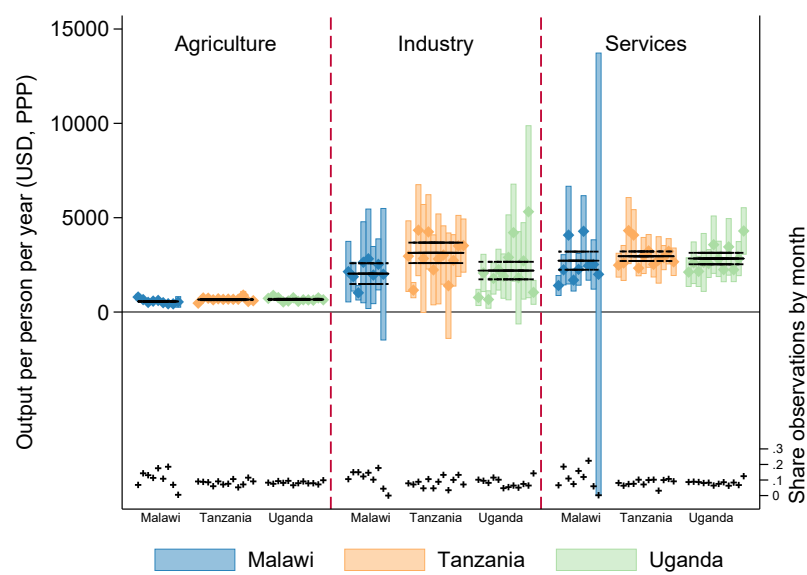 Output per person per year (USD, PPP)
15000
10000
5000
0
Agriculture
Industry
Services
Share observations by month
.3
.2
.1
0
Malawi Tanzania Uganda Malawi Tanzania Uganda Malawi Tanzania Uganda
Malawi Tanzania Uganda